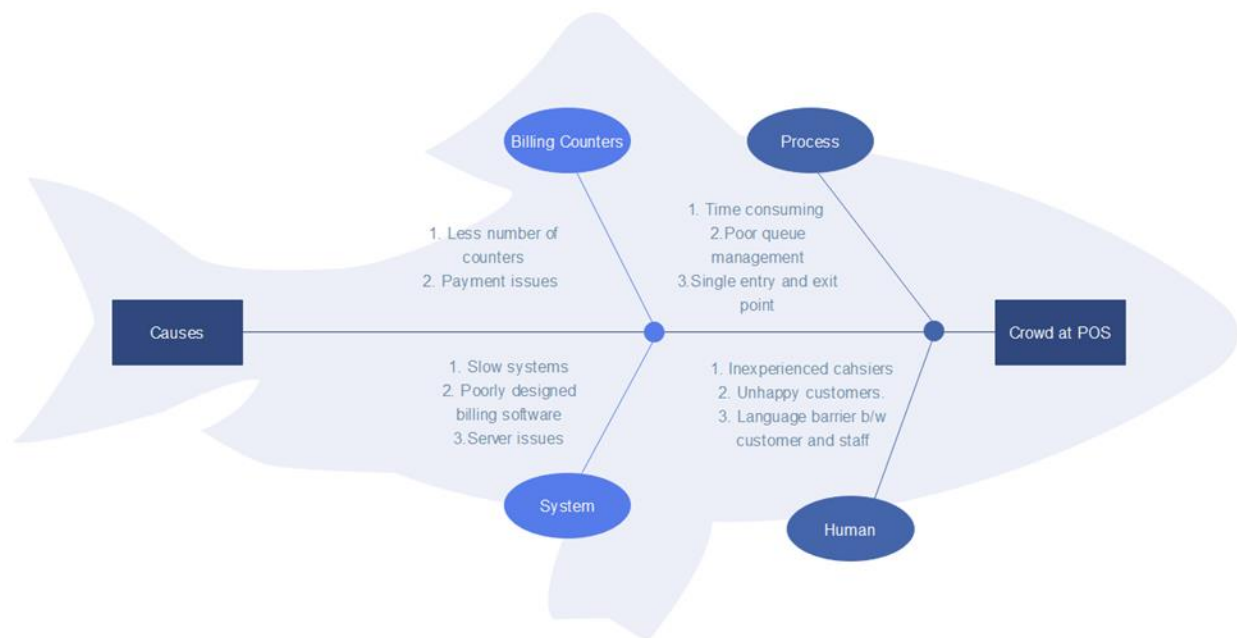 Billing Counters
Process
1. Less number of
counters
2. Payment issues
1. Time consuming
2.Poor queue
management
3.Single entry and exit
point
Causes
Crowd at POS
1. Slow systems
2. Poorly designed
billing software
3.Server issues
1. Inexperienced cahsiers
2. Unhappy customers.
3. Language barrier b/w
customer and staff
System
Human